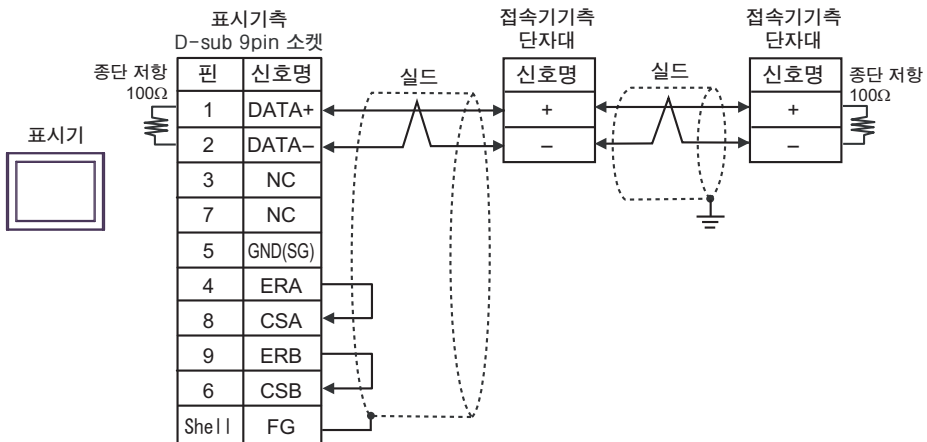 표시기측
D-sub 9pin 소켓
접속기기측
단자대
접속기기측
단자대
종단 저항
100Ω
핀 신호명
1 DATA+
2 DATA−
3 NC
7 NC
5 GND(SG)
4 ERA
8 CSA
9 ERB
6 CSB
Shell FG
표시기
실드
신호명
+
−
실드
신호명
+
−
종단 저항
100Ω